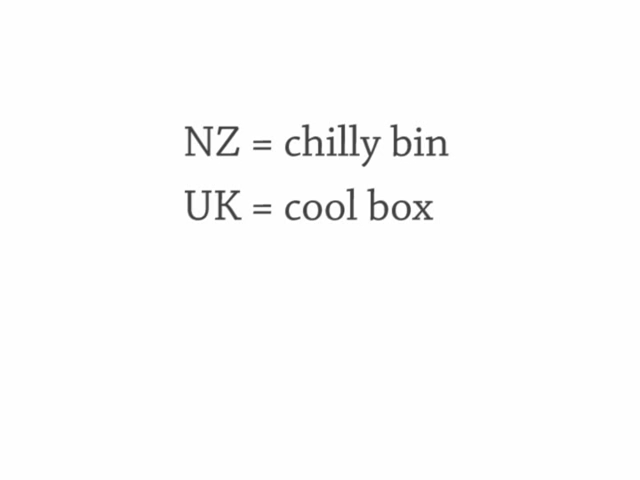 NZ = chilly bin
UK = cool box